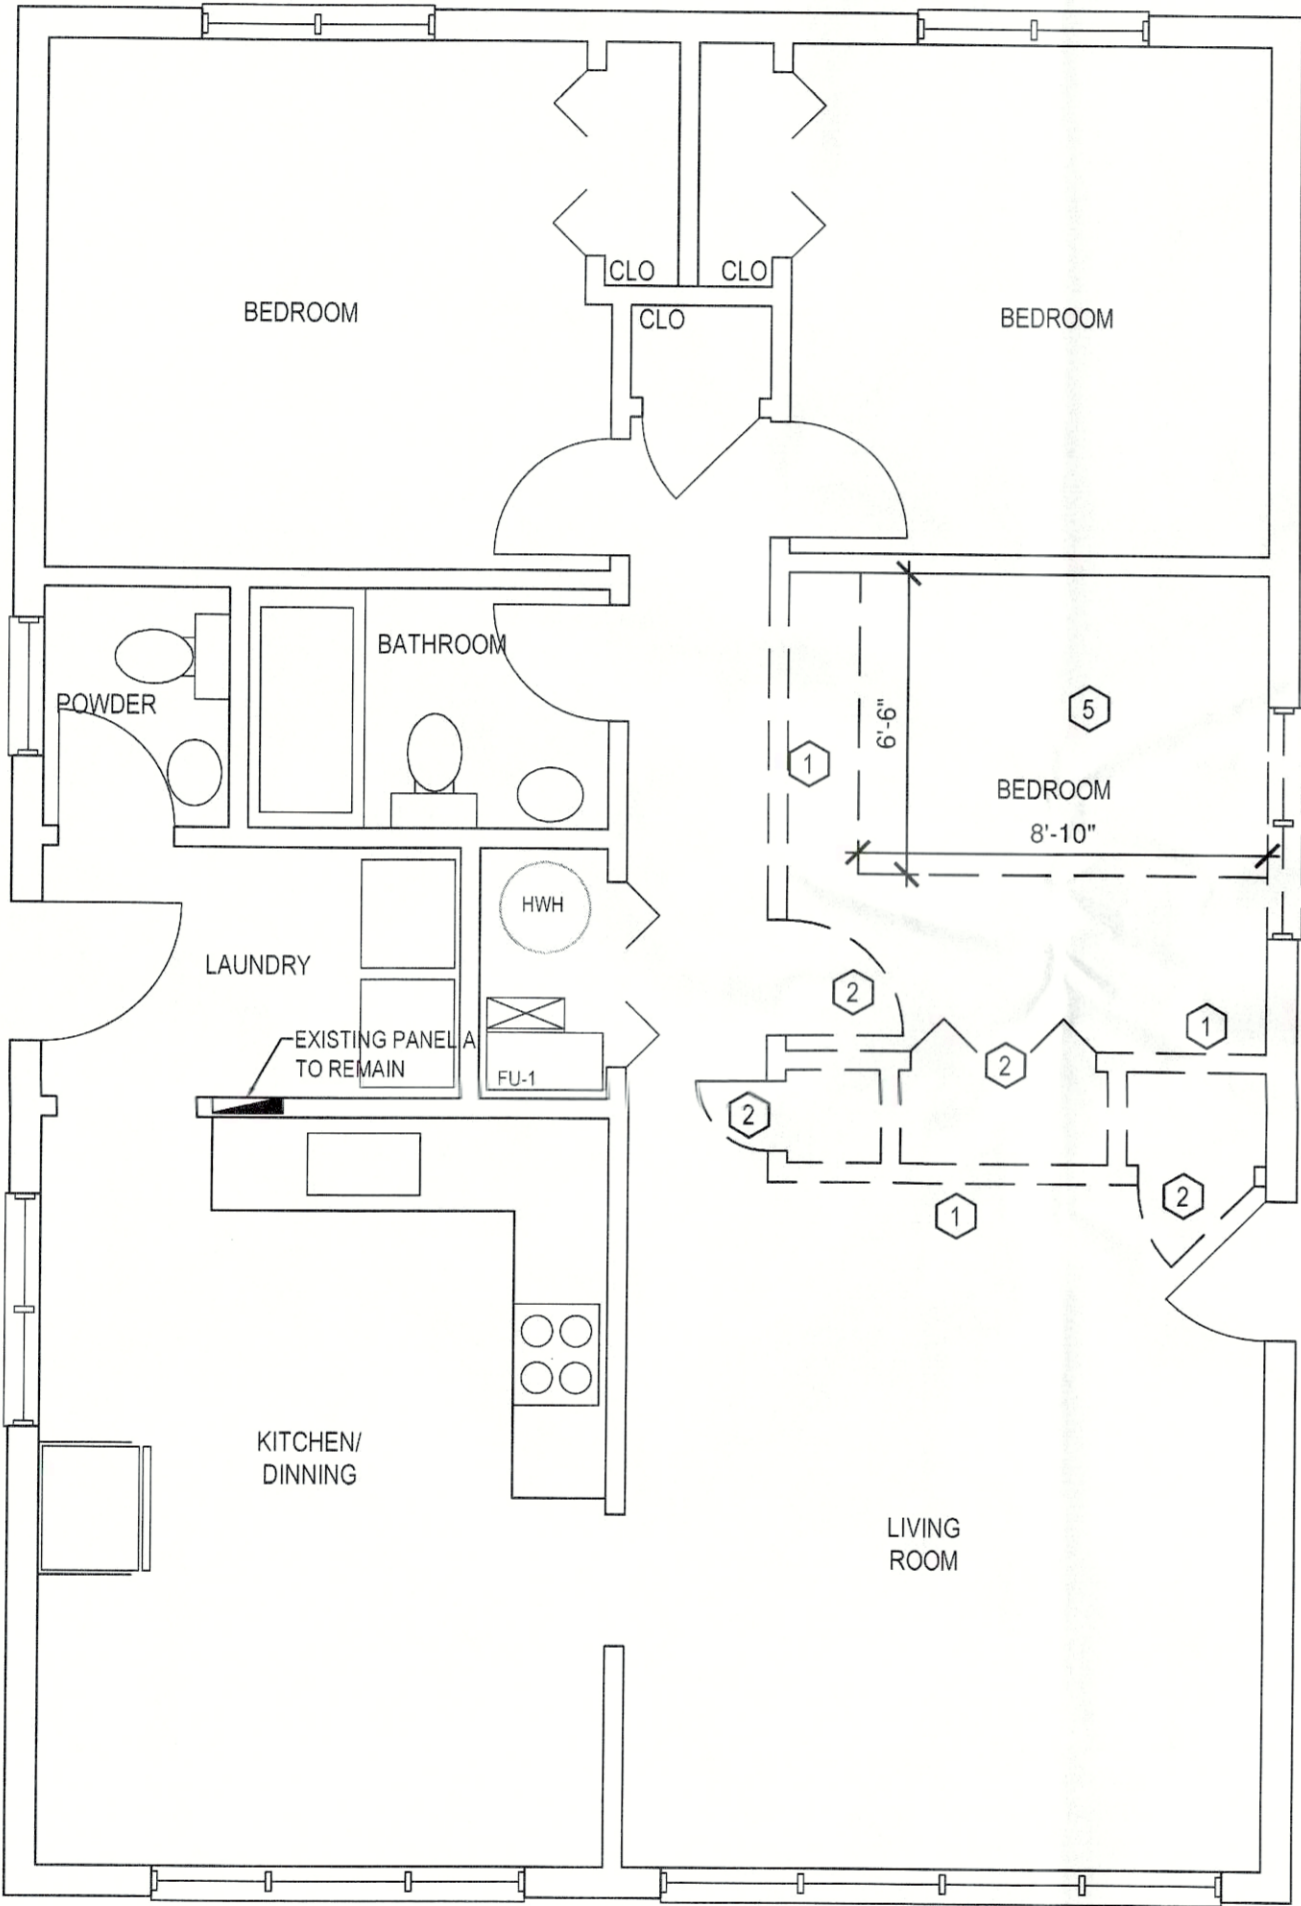 CLO
CLO
BEDROOM
CLO
BEDROOM
BATHROOM
POWDER
6'-6"
5
1
BEDROOM
8'-10"
HWH
LAUNDRY
2
1
EXISTING PANEL A
TO REMAIN
FU-1
2
2
2
1
KITCHEN/
DINNING
LIVING
ROOM